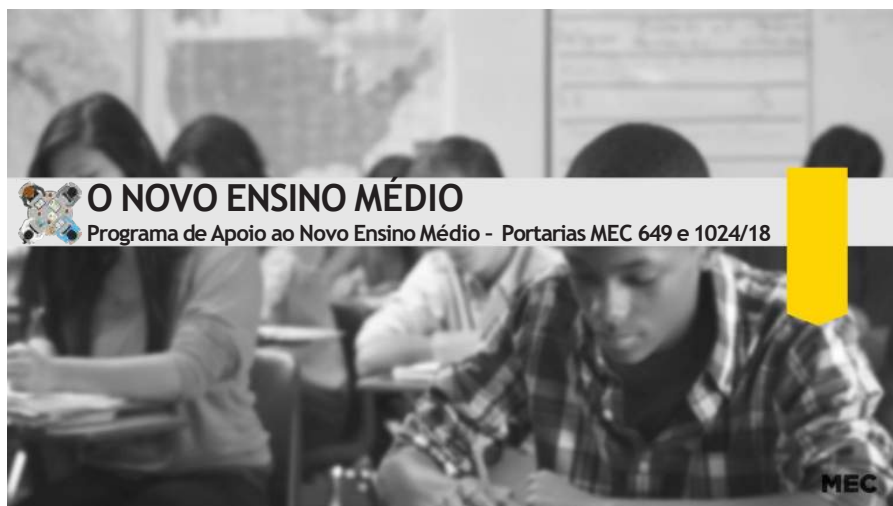 O NOVO ENSINO MÉDIO
Programa de Apoio ao Novo Ensino Médio - Portarias MEC 649 e 1024/18
MEC